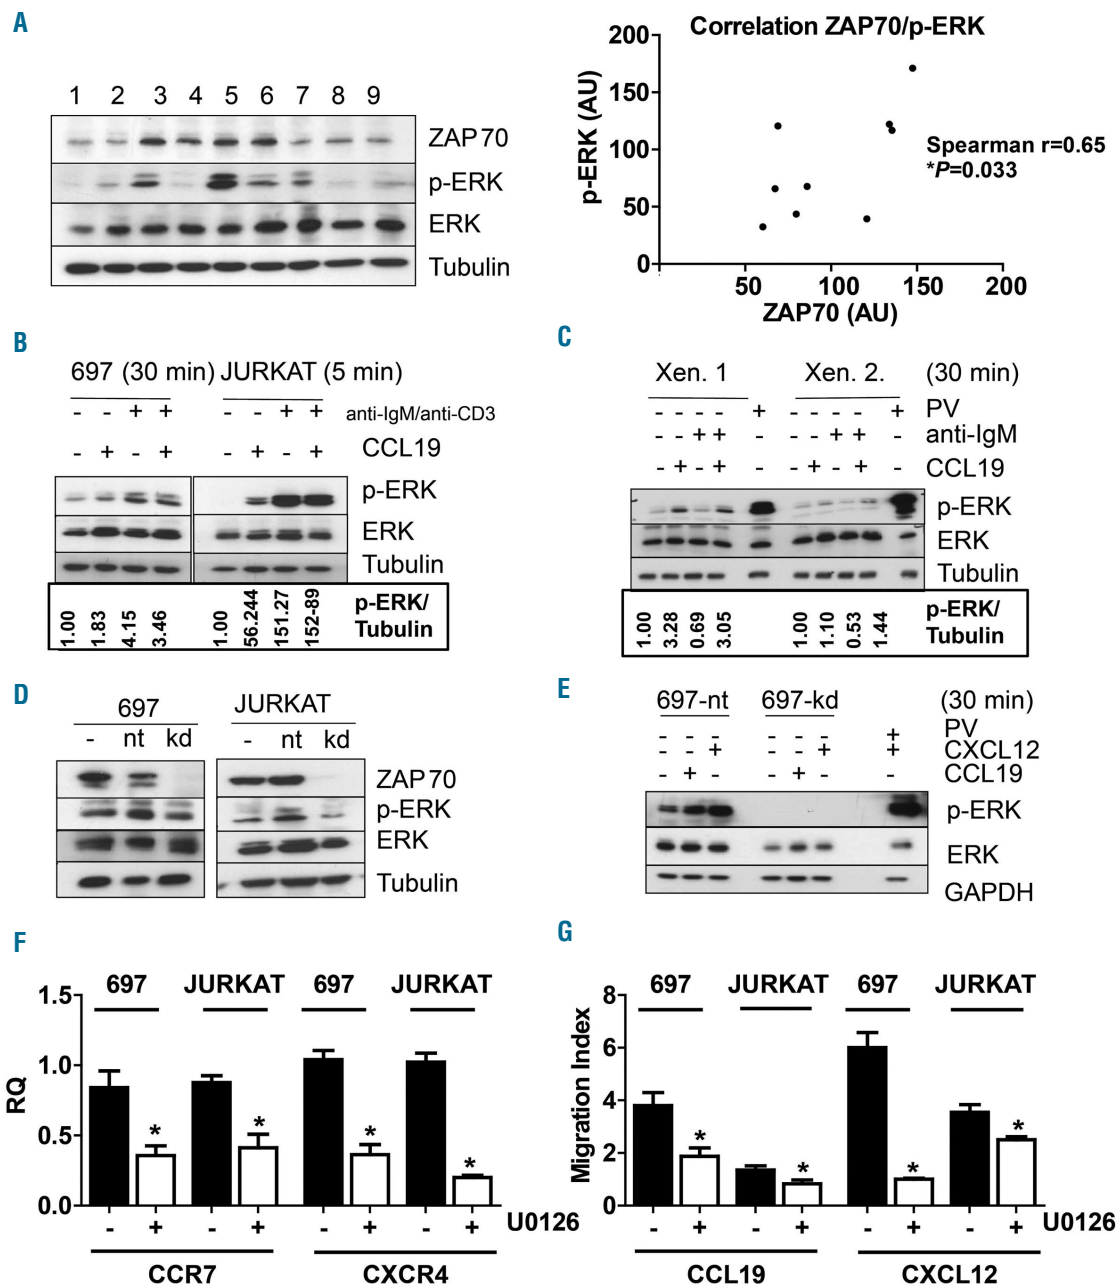 A
1 2 3 4 5 6 7 8 9
ZAP70
p-ERK
ERK
Tubulin
Correlation ZAP70/p-ERK
p-ERK (AU)
200
150
100
50
0
50 100 150 200
ZAP70 (AU)
Spearman r=0.65
*P=0.033
B
697 (30 min) JURKAT (5 min)
- - + + - - + + anti-IgM/anti-CD3
- + - + - + - + CCL19
p-ERK
ERK
Tubulin
1.00 1.83 4.15 3.46 1.00 56.244 151.27 152-89
p-ERK/
Tubulin
C
Xen. 1 Xen. 2. (30 min)
- - - - + - - - - + PV
- - + + - - - + + - anti-IgM
- + - + - - + - + - CCL19
p-ERK
ERK
Tubulin
1.00 3.28 0.69 3.05 1.00 1.10 0.53 1.44
p-ERK/
Tubulin
D
697 JURKAT
- nt kd - nt kd
ZAP70
p-ERK
ERK
Tubulin
E
697-nt 697-kd (30 min)
- - - - - - + PV
- - + - - + + CXCL12
- + - - + - - CCL19
p-ERK
ERK
GAPDH
F
697 JURKAT 697 JURKAT
RQ
1.5
1.0
0.5
0.0
* * * *
- + - + - + - + U0126
CCR7 CXCR4
G
697 JURKAT 697 JURKAT
Migration Index
8
6
4
2
0
* * * *
- + - + - + - + U0126
CCL19 CXCL12